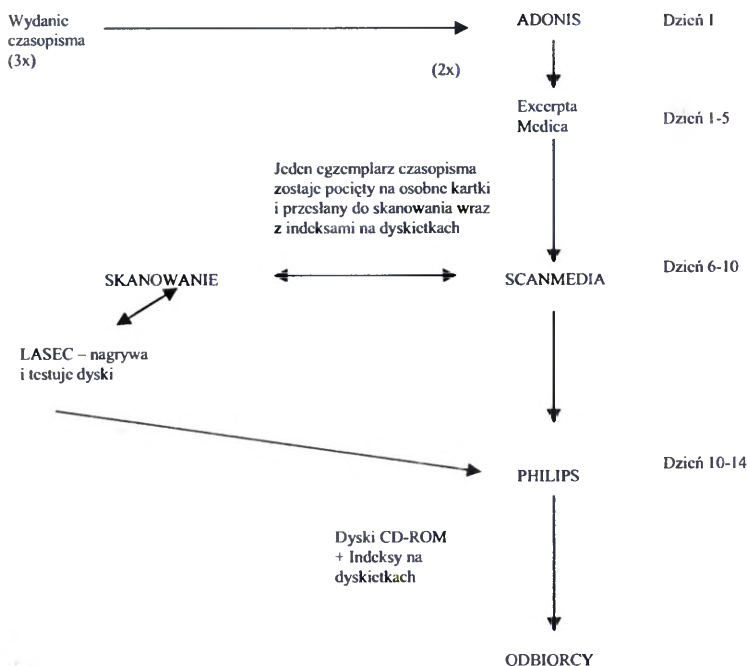 Wydanie
czasopisma
(3x)
(2x)
ADONIS
Dzień 1
Excerpta
Medica
Dzień 1-5
Jeden egzemplarz czasopisma
zostaje pocięty na osobne kartki
i przesłany do skanowania wraz
z indeksami na dyskietkach
SKANOWANIE
SCANMEDIA
Dzień 6-10
LASEC – nagrywa
i testuje dyski
PHILIPS
Dzień 10-14
Dyski CD-ROM
+ Indeksy na
dyskietkach
ODBIORCY